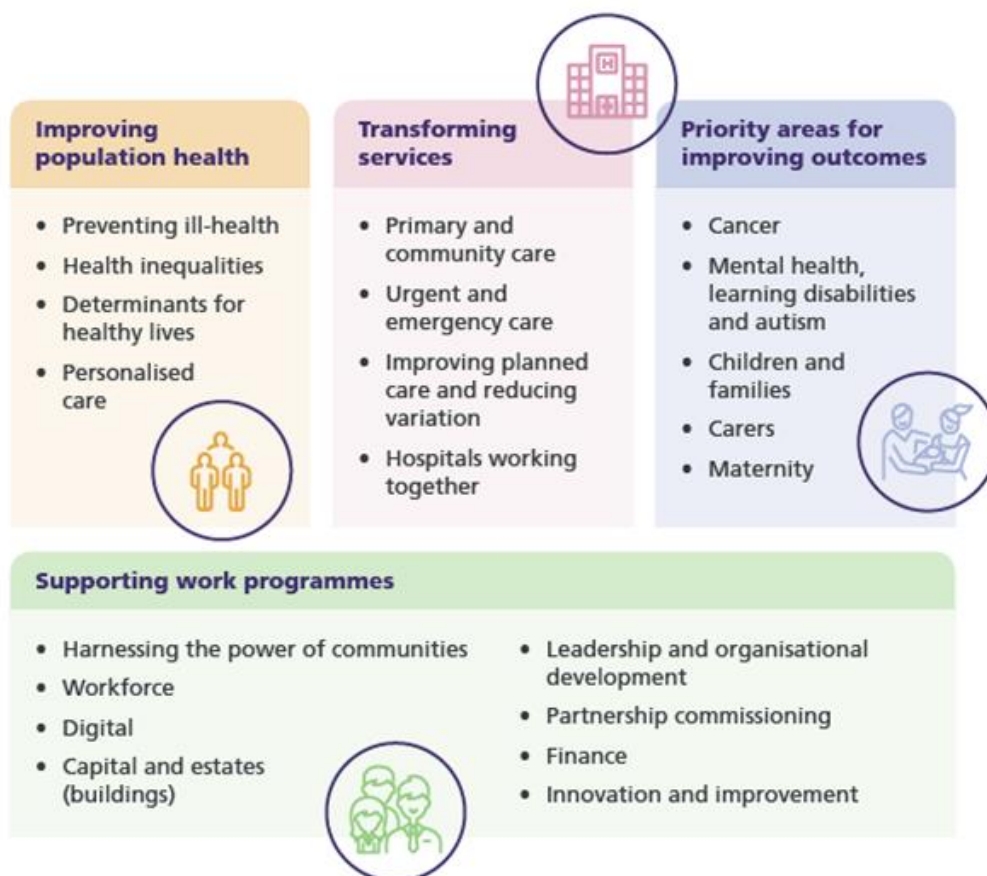 Improving
population health
• Preventing ill-health
• Health inequalities
• Determinants for
healthy lives
• Personalised
care
Transforming
services
• Primary and
community care
• Urgent and
emergency care
• Improving planned
care and reducing
variation
• Hospitals working
together
H
Priority areas for
improving outcomes
• Cancer
• Mental health,
learning disabilities
and autism
• Children and
families
• Carers
• Maternity
Supporting work programmes
• Harnessing the power of communities
• Workforce
• Digital
• Capital and estates
(buildings)
• Leadership and organisational
development
• Partnership commissioning
• Finance
• Innovation and improvement